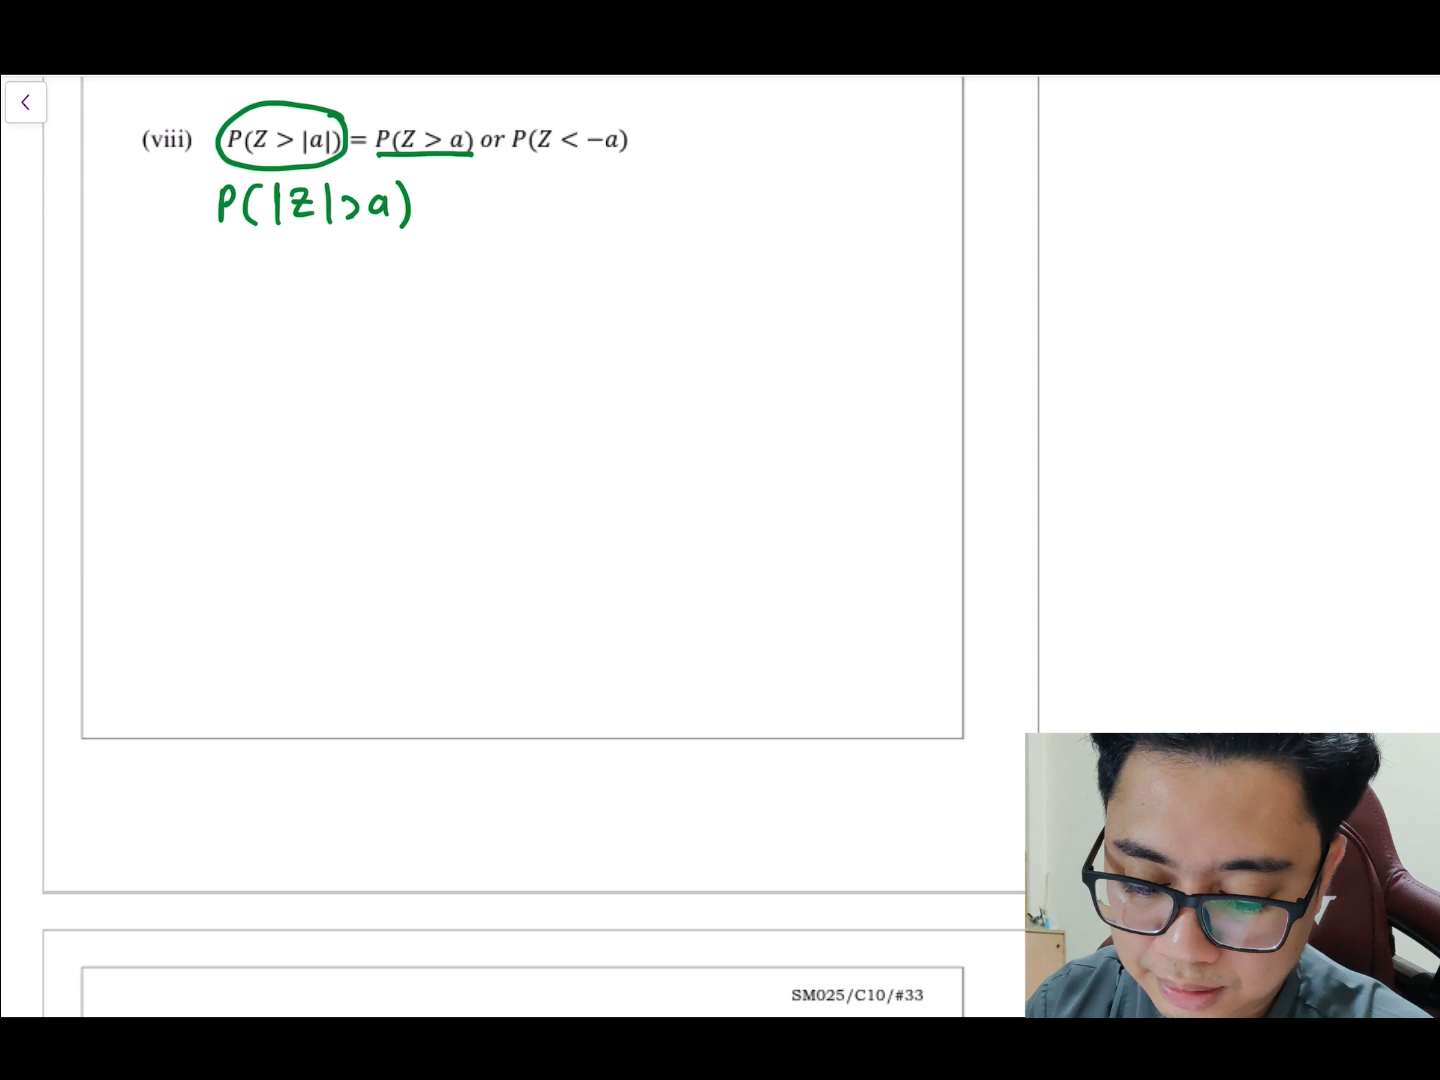 (viii) P(Z > |a|) = P(Z > a) or P(Z < −a)
P(|Z|>a)
SM025/C10/#33